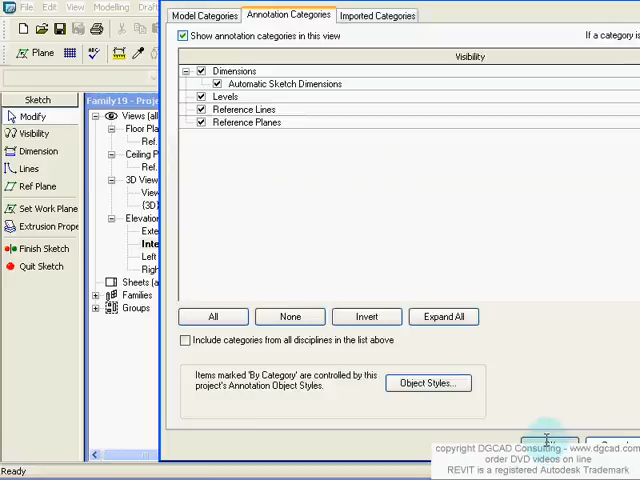 File Edit View Modelling
Model Categories Annotation Categories Imported Categories
Show annotation categories in this view If a category is
Plane
Visibility
Dimensions
Automatic Sketch Dimensions
Levels
Reference Lines
Reference Planes
Sketch
Modify
Visibility
Dimension
Lines
Ref Plane
Set Work Plane
Extrusion Prope
Finish Sketch
Quit Sketch
Family19 - Proj
Views (all
Floor Pla
Ref.
Ceiling P
Ref.
3D View
View
{3D}
Elevation
Exte
Inte
Left
Righ
Sheets (a
Families
Groups
All None Invert Expand All
Include categories from all disciplines in the list above
Items marked 'By Category' are controlled by this
project's Annotation Object Styles.
Object Styles...
copyright DGCAD Consulting - www.dgcad.com
order DVD videos on line
REVIT is a registered Autodesk Trademark
Ready